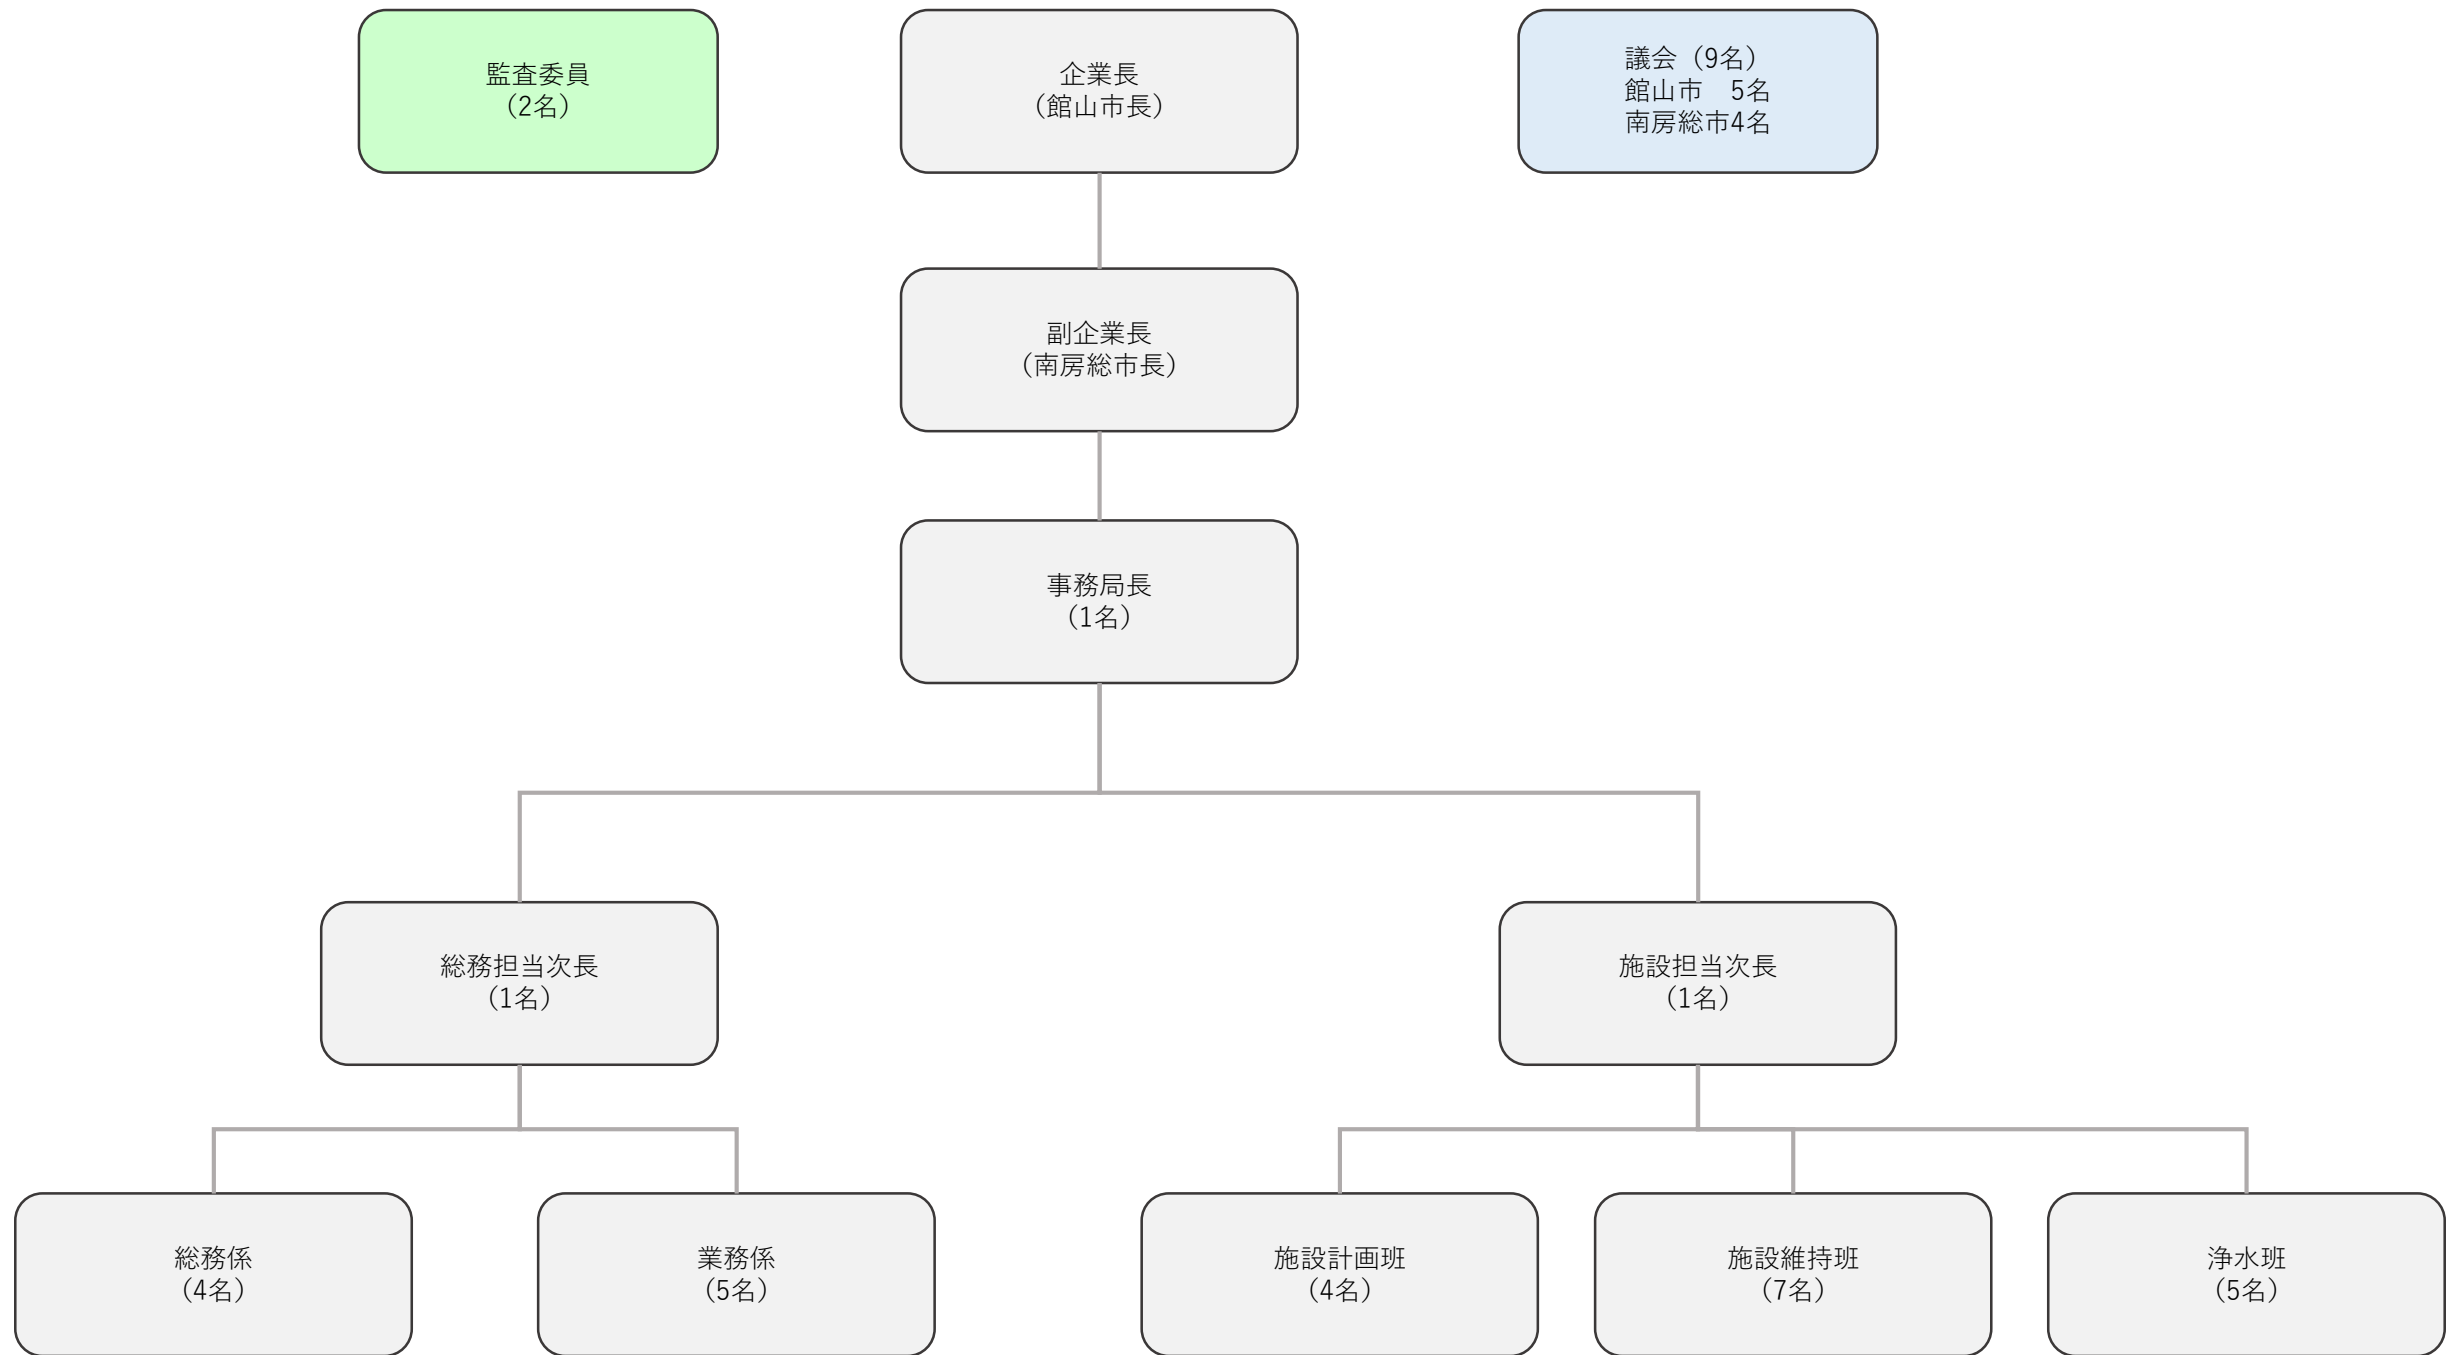 監査委員
（2名）
企業長
（館山市長）
議会（9名）
館山市　5名
南房総市4名
副企業長
（南房総市長）
事務局長
（1名）
総務担当次長
（1名）
施設担当次長
（1名）
総務係
（4名）
業務係
（5名）
施設計画班
（4名）
施設維持班
（7名）
浄水班
（5名）